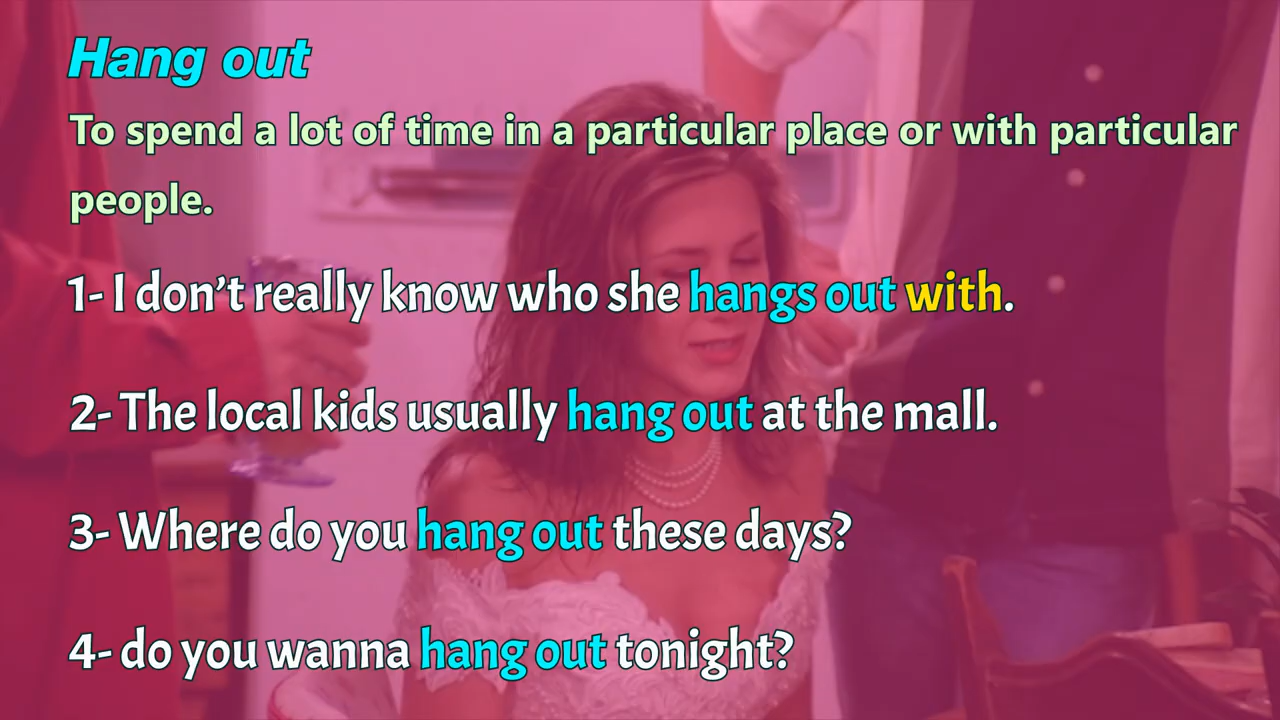 Hang out
To spend a lot of time in a particular place or with particular
people.
1- I don’t really know who she hangs out with.
2- The local kids usually hang out at the mall.
3- Where do you hang out these days?
4- do you wanna hang out tonight?